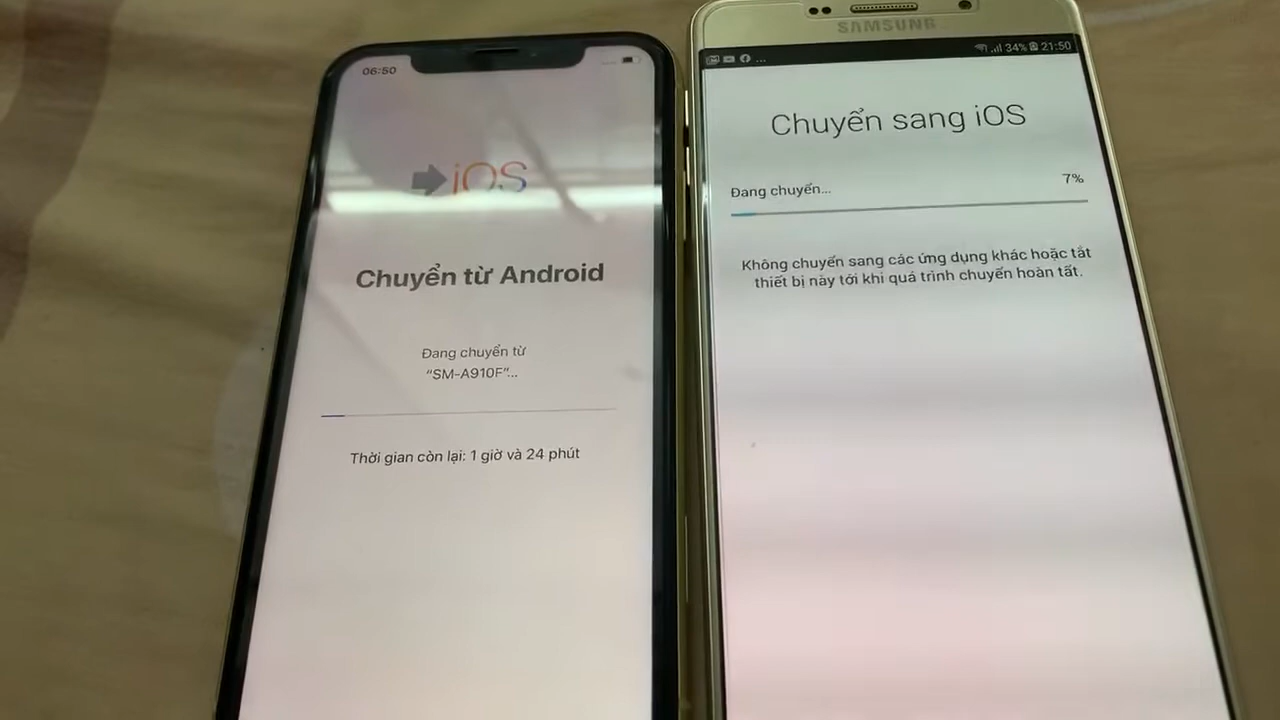 06:50
iOS
Chuyển từ Android
Đang chuyển từ
“SM-A910F”...
Thời gian còn lại: 1 giờ và 24 phút
SAMSUNG
... 34% 21:50
Chuyển sang iOS
Đang chuyển... 7%
Không chuyển sang các ứng dụng khác hoặc tắt
thiết bị này tới khi quá trình chuyển hoàn tất.